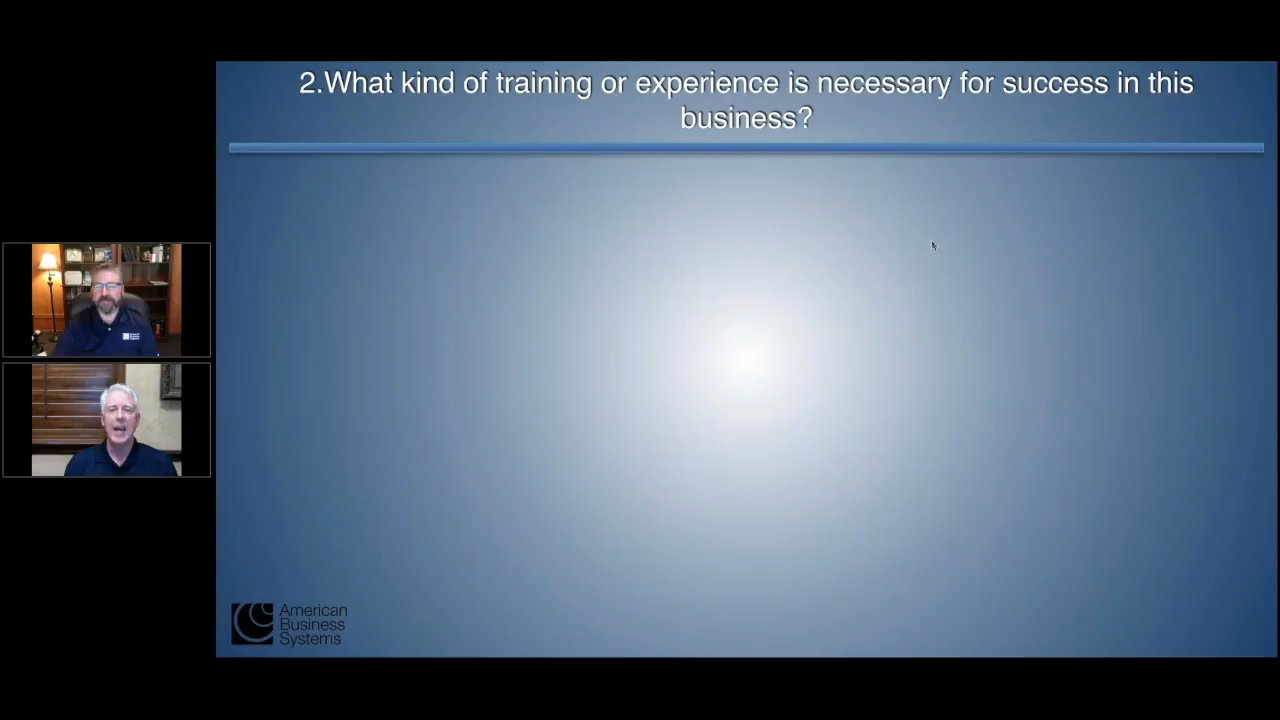 2.What kind of training or experience is necessary for success in this
business?
American
Business
Systems